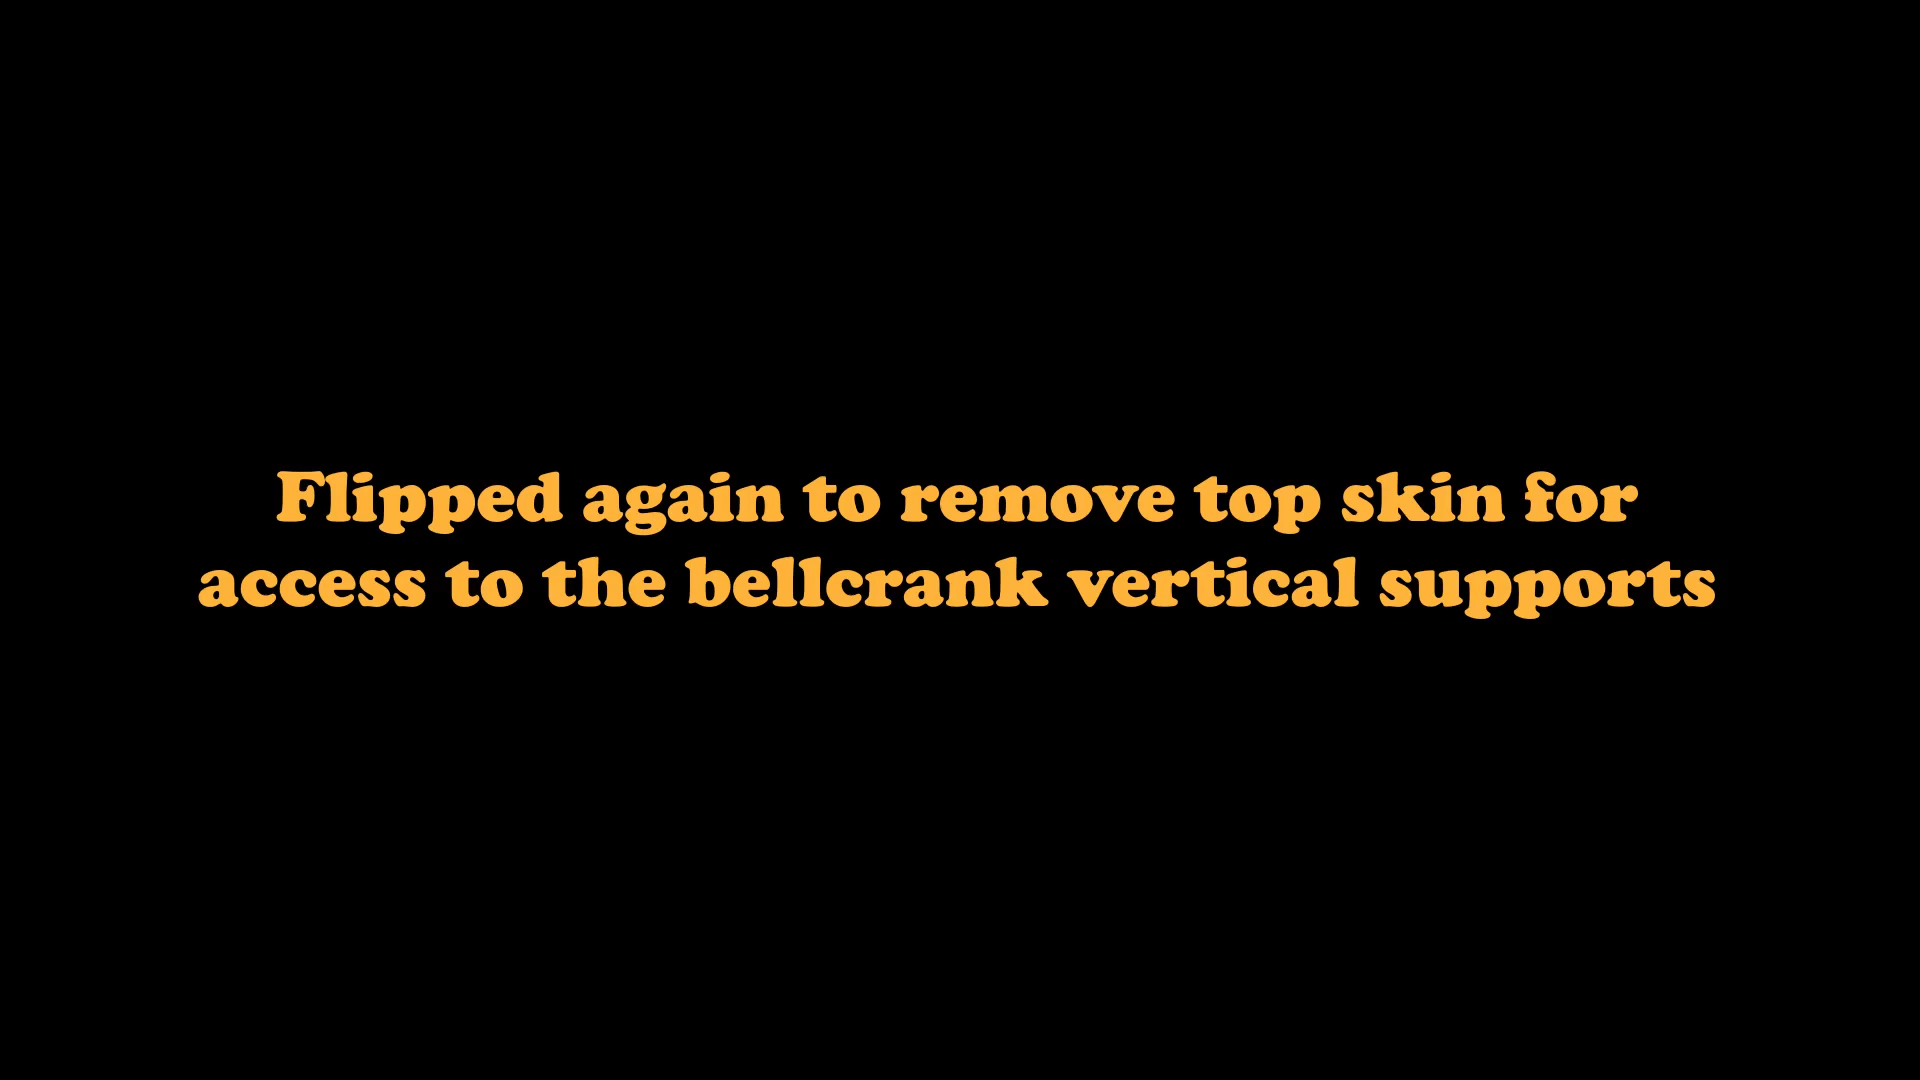 Flipped again to remove top skin for
access to the bellcrank vertical supports